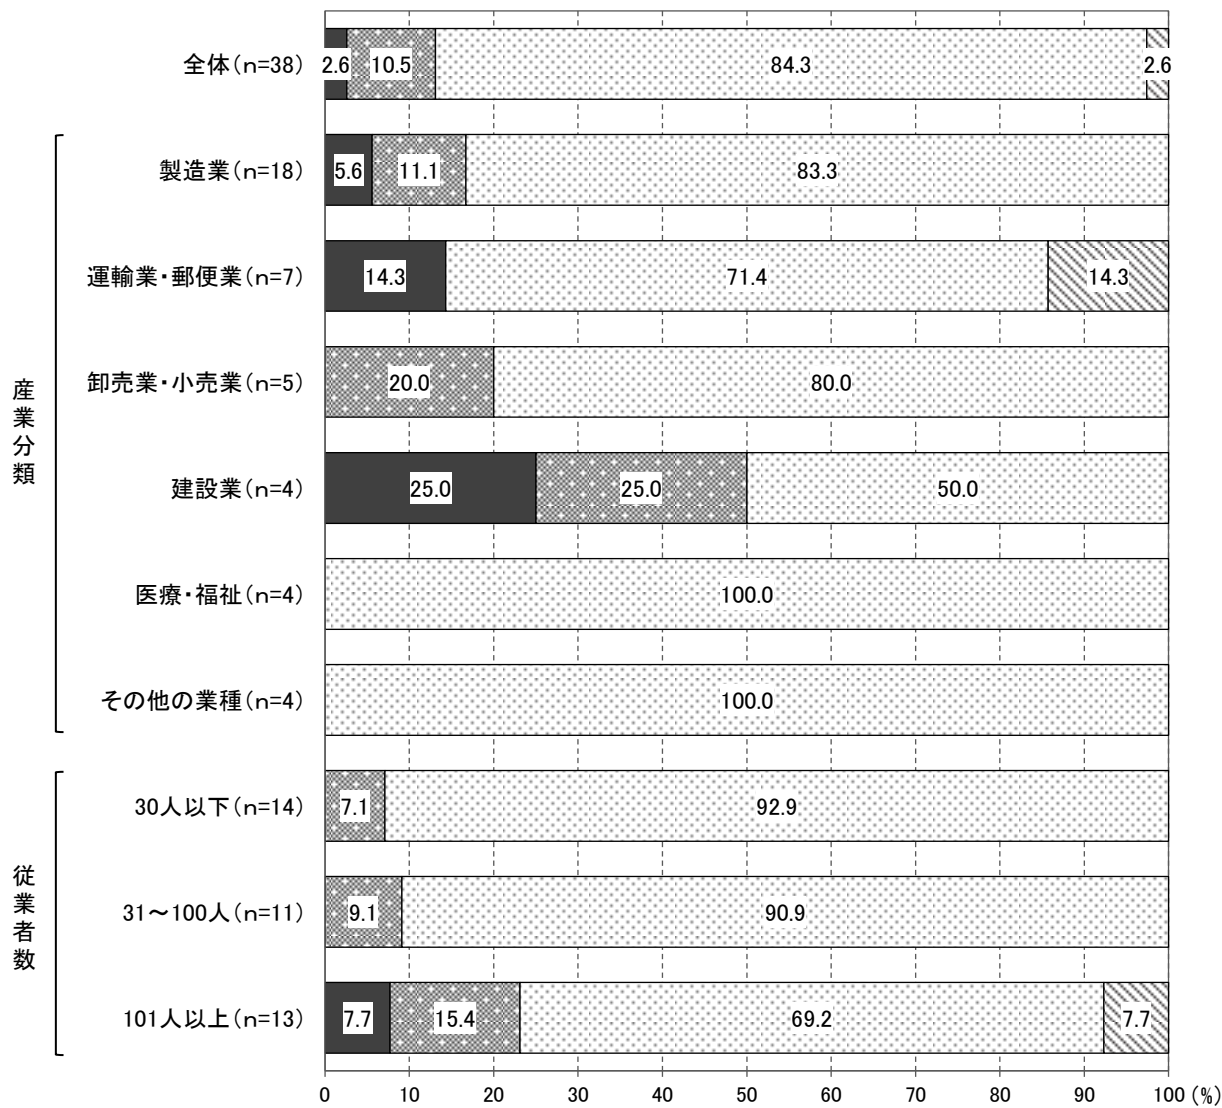 全体(n=38) 2.6 10.5 84.3 2.6
産業分類
製造業(n=18) 5.6 11.1 83.3
運輸業・郵便業(n=7) 14.3 71.4 14.3
卸売業・小売業(n=5) 20.0 80.0
建設業(n=4) 25.0 25.0 50.0
医療・福祉(n=4) 100.0
その他の業種(n=4) 100.0
従業者数
30人以下(n=14) 7.1 92.9
31～100人(n=11) 9.1 90.9
101人以上(n=13) 7.7 15.4 69.2 7.7
0 10 20 30 40 50 60 70 80 90 100 (%)